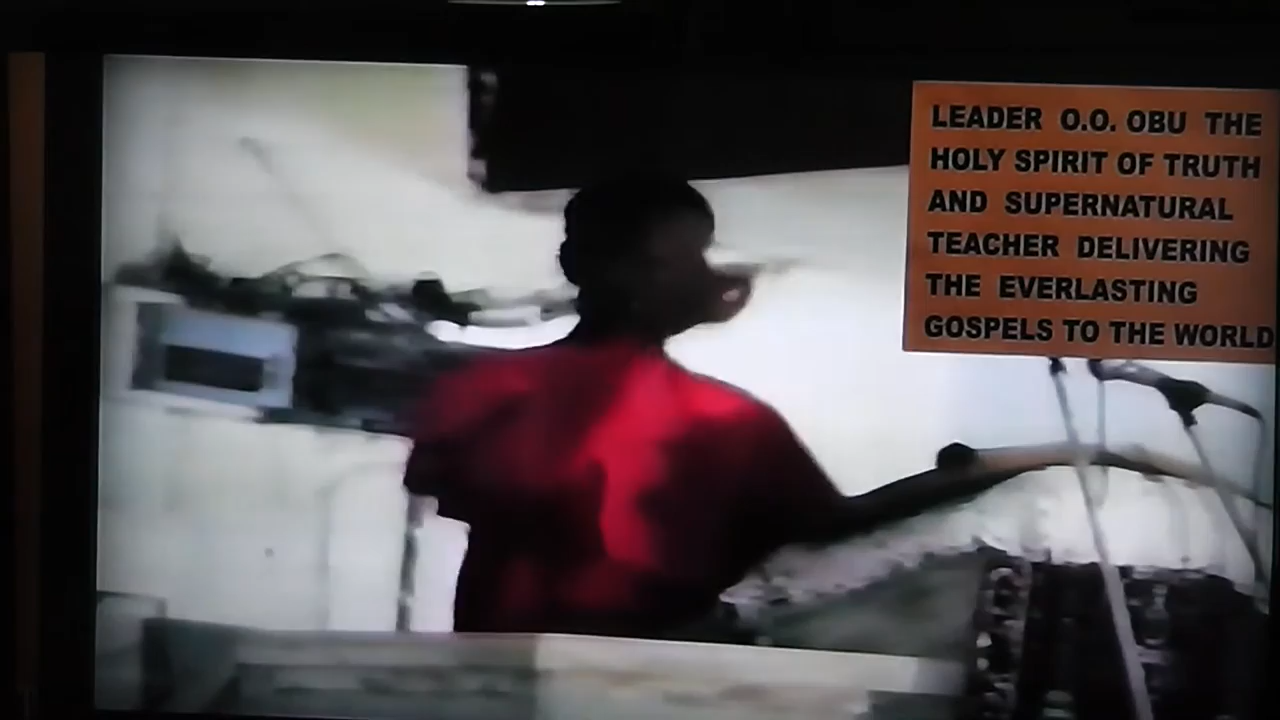 LEADER O.O. OBU THE
HOLY SPIRIT OF TRUTH
AND SUPERNATURAL
TEACHER DELIVERING
THE EVERLASTING
GOSPELS TO THE WORLD